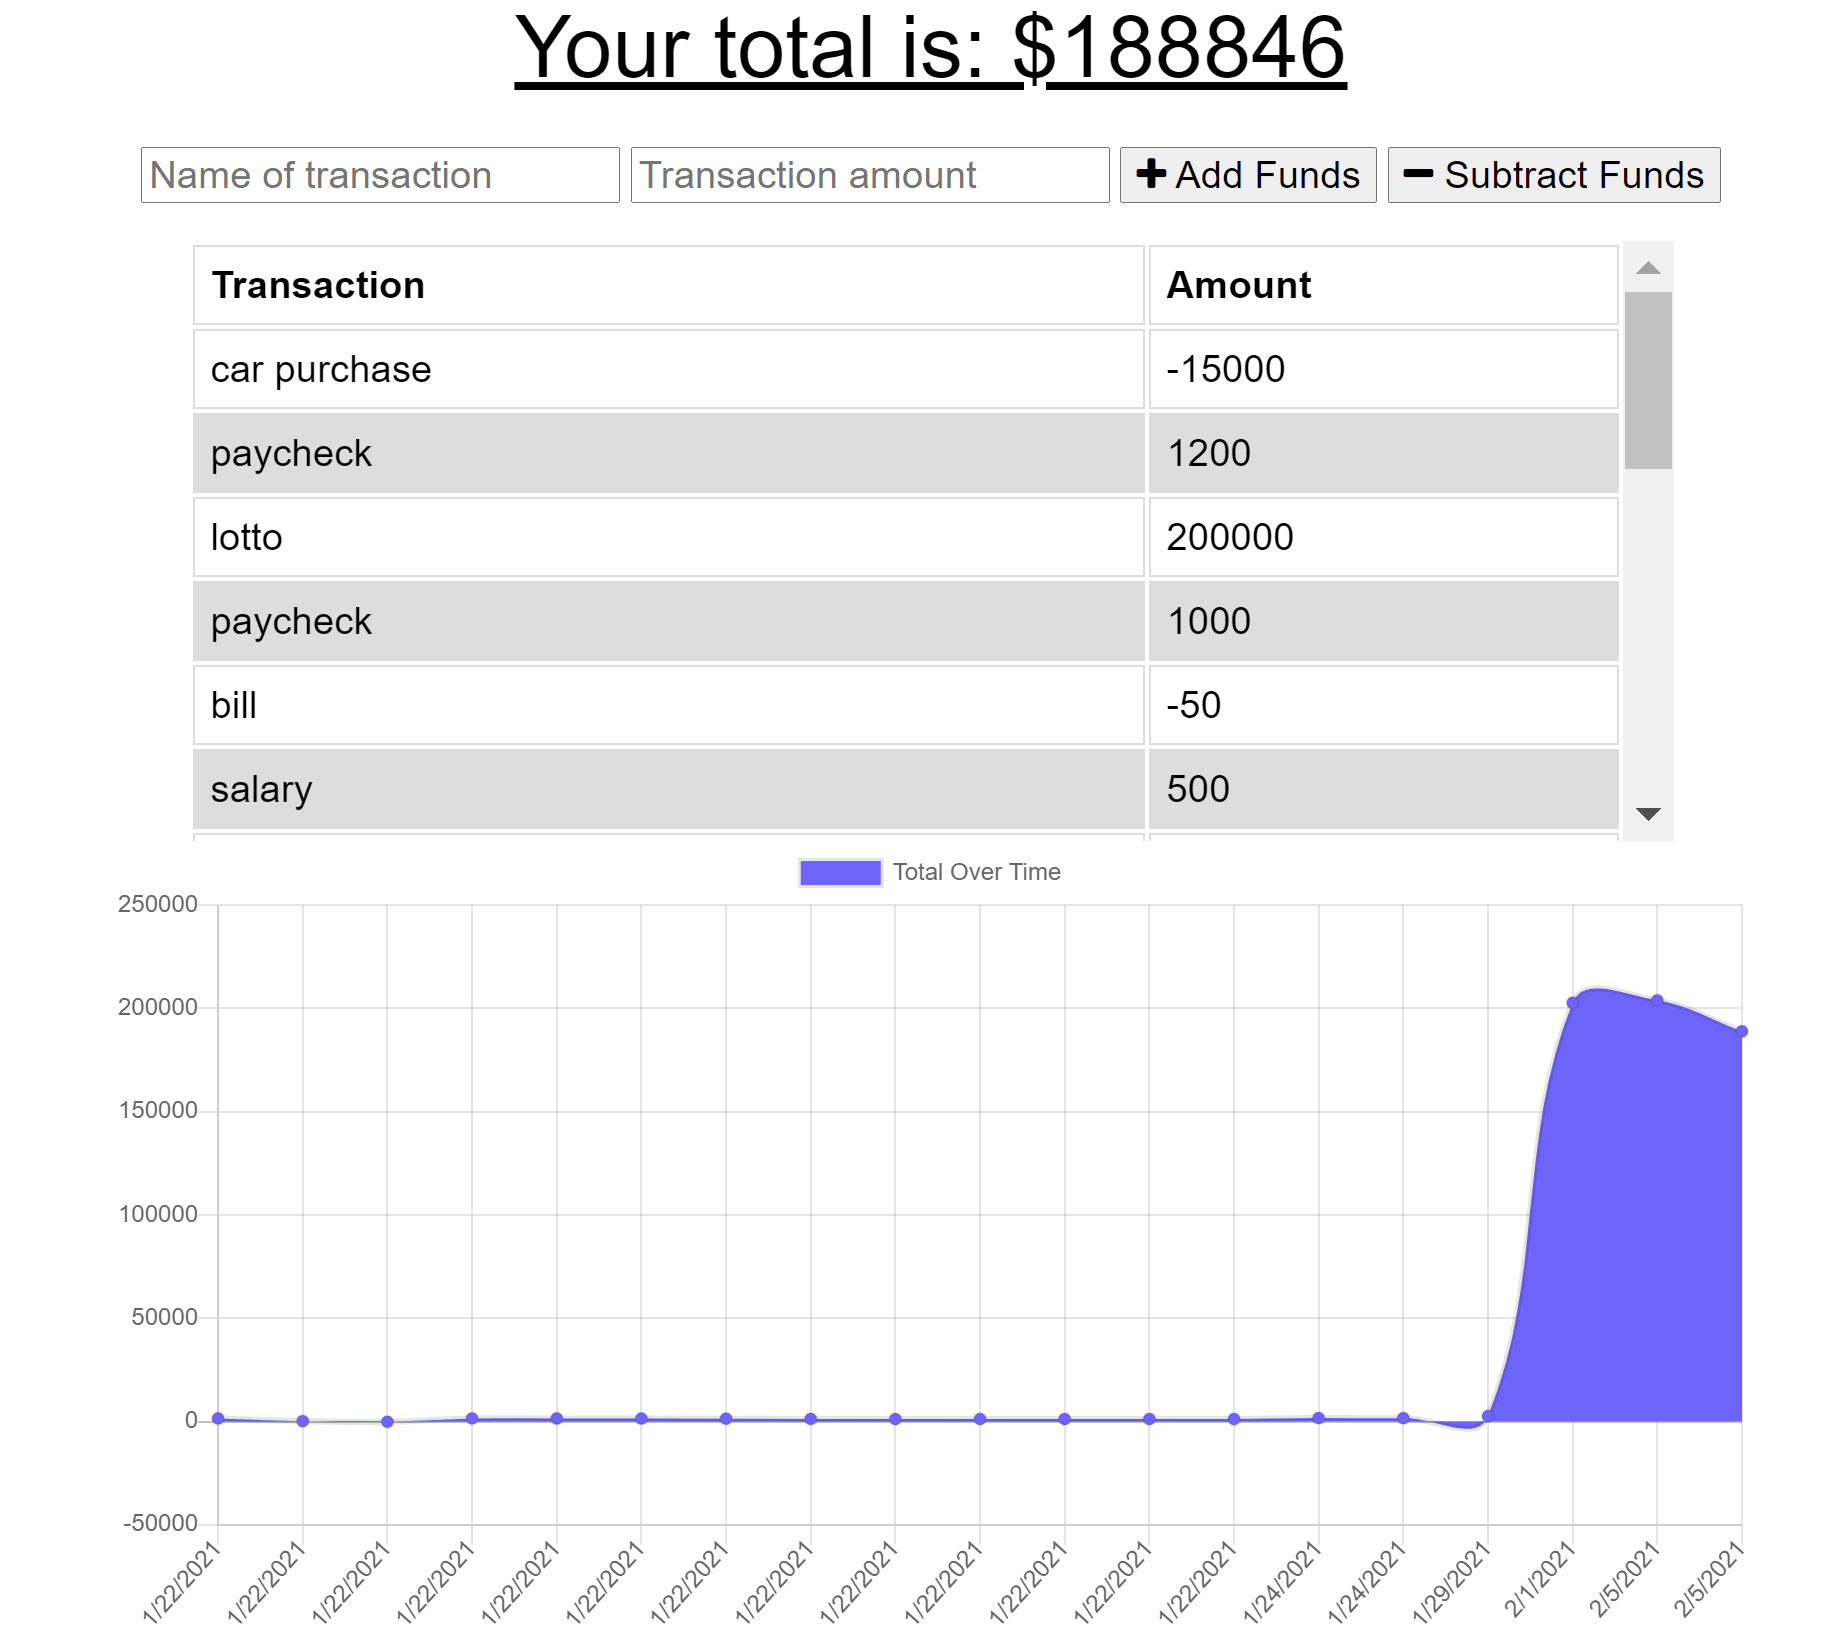 Your total is: $188846
Name of transaction Transaction amount Add Funds Subtract Funds
Transaction Amount
car purchase -15000
paycheck 1200
lotto 200000
paycheck 1000
bill -50
salary 500
Total Over Time
250000
200000
150000
100000
50000
0
-50000
1/22/2021 1/22/2021 1/22/2021 1/22/2021 1/22/2021 1/22/2021 1/22/2021 1/22/2021 1/22/2021 1/22/2021 1/22/2021 1/22/2021 1/22/2021 1/24/2021 1/24/2021 1/29/2021 2/1/2021 2/5/2021 2/5/2021